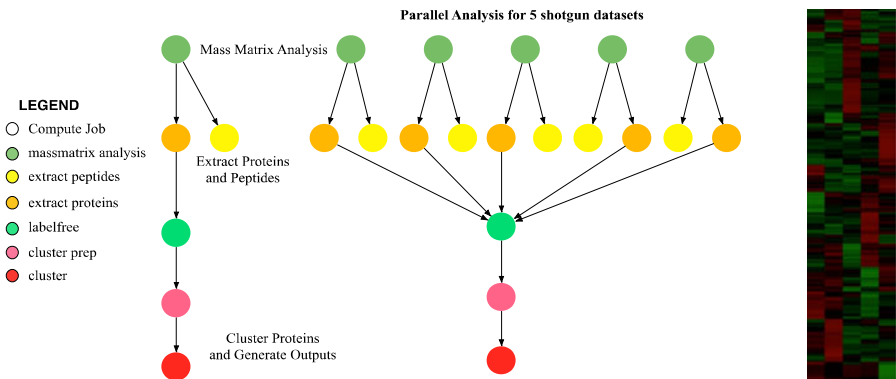 Parallel Analysis for 5 shotgun datasets
Mass Matrix Analysis
LEGEND
Compute Job
massmatrix analysis
extract peptides
extract proteins
labelfree
cluster prep
cluster
Extract Proteins
and Peptides
Cluster Proteins
and Generate Outputs